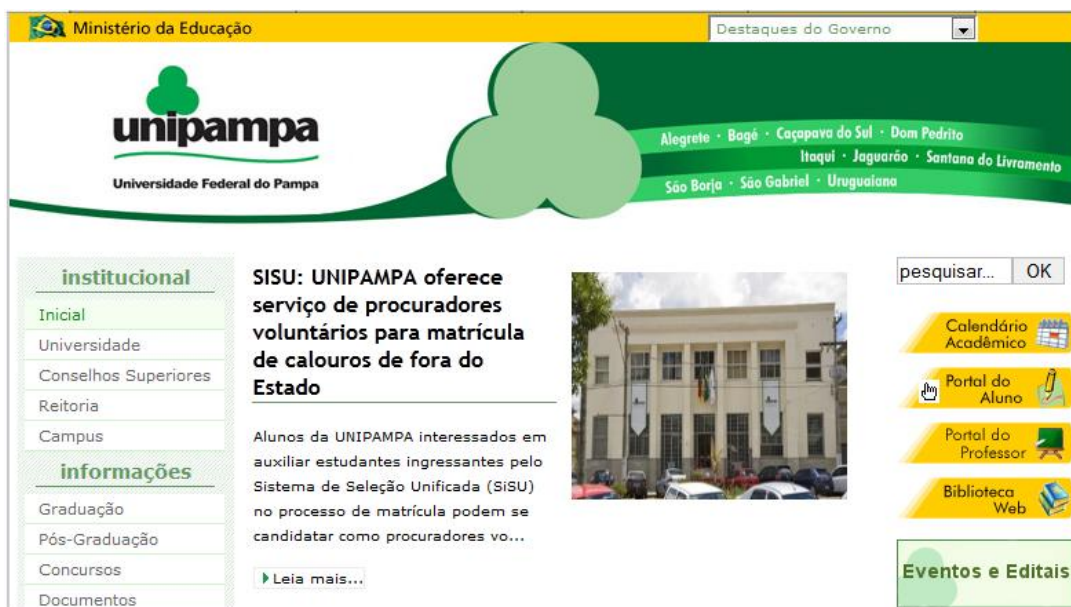 Ministério da Educação
Destaques do Governo
unipampa
Universidade Federal do Pampa
Alegrete · Bagé · Caçapava do Sul · Dom Pedrito
Itaqui · Jaguarão · Santana do Livramento
São Borja · São Gabriel · Uruguaiana
institucional
Inicial
Universidade
Conselhos Superiores
Reitoria
Campus
informações
Graduação
Pós-Graduação
Concursos
Documentos
SISU: UNIPAMPA oferece
serviço de procuradores
voluntários para matrícula
de calouros de fora do
Estado
Alunos da UNIPAMPA interessados em
auxiliar estudantes ingressantes pelo
Sistema de Seleção Unificada (SiSU)
no processo de matrícula podem se
candidatar como procuradores vo...
Leia mais...
pesquisar... OK
Calendário
Acadêmico
Portal do
Aluno
Portal do
Professor
Biblioteca
Web
Eventos e Editais